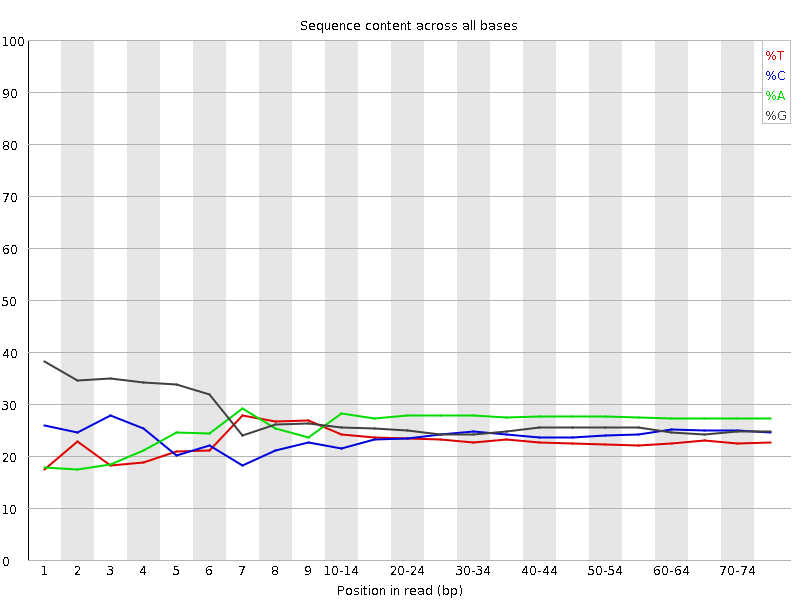 Sequence content across all bases
100
90
80
70
60
50
40
30
20
10
0
%T
%C
%A
%G
1 2 3 4 5 6 7 8 9 10-14 20-24 30-34 40-44 50-54 60-64 70-74
Position in read (bp)